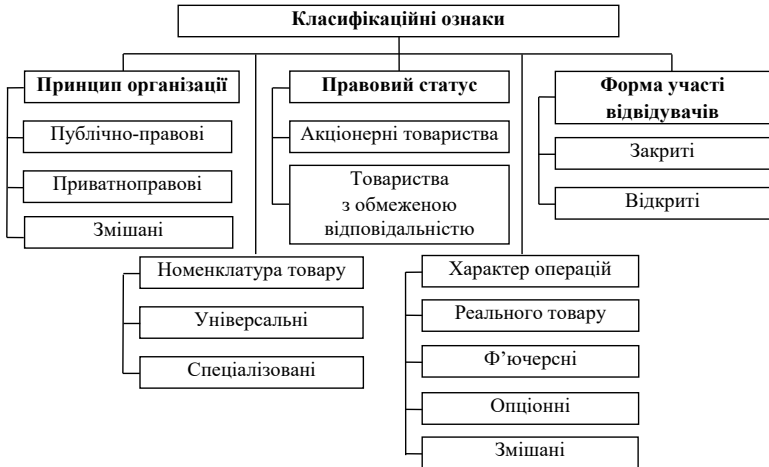 Класифікаційні ознаки
Принцип організації
Публічно-правові
Приватноправові
Змішані
Правовий статус
Акціонерні товариства
Товариства
з обмеженою
відповідальністю
Форма участі
відвідувачів
Закриті
Відкриті
Номенклатура товару
Універсальні
Спеціалізовані
Характер операцій
Реального товару
Ф’ючерсні
Опціонні
Змішані